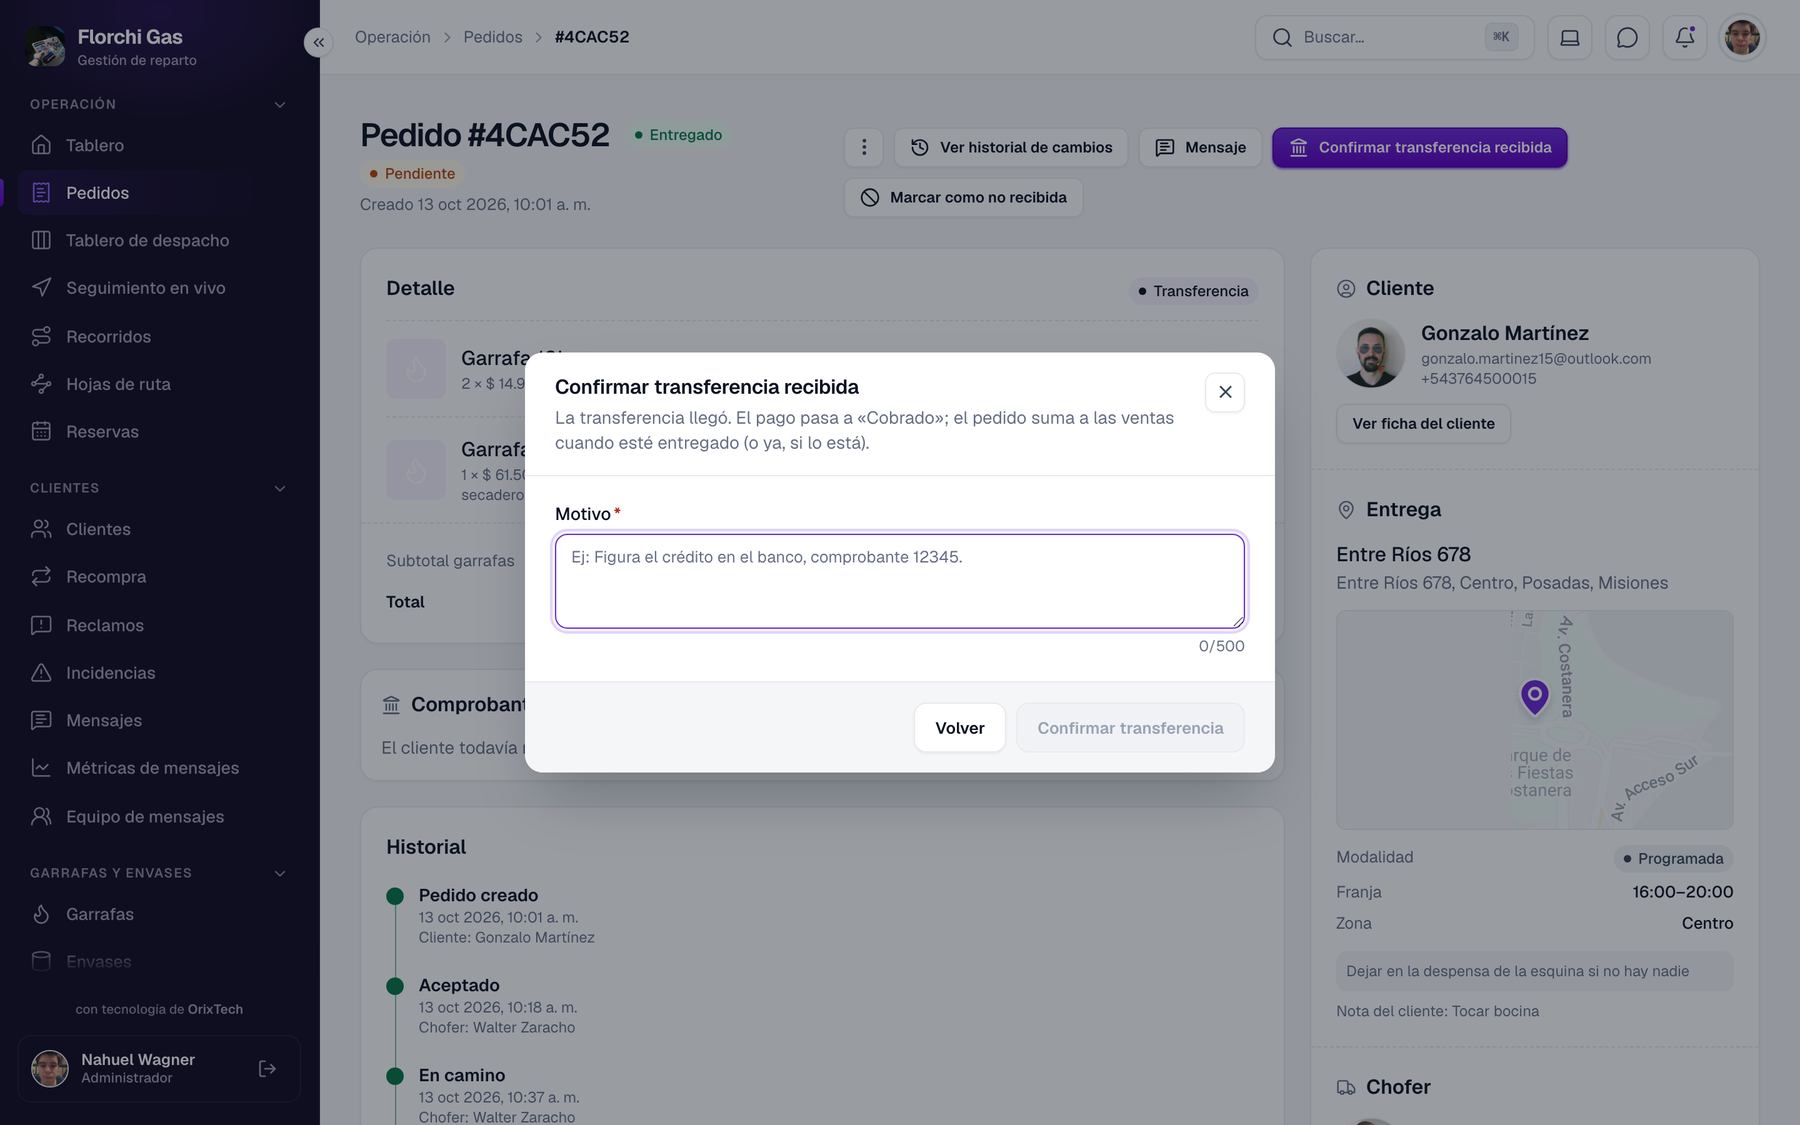 Florchi Gas
Gestión de reparto
OPERACIÓN
Tablero
Pedidos
Tablero de despacho
Seguimiento en vivo
Recorridos
Hojas de ruta
Reservas
CLIENTES
Clientes
Recompra
Reclamos
Incidencias
Mensajes
Métricas de mensajes
Equipo de mensajes
GARRAFAS Y ENVASES
Garrafas
Envases
con tecnología de OrixTech
Nahuel Wagner
Administrador
Operación > Pedidos > #4CAC52
Buscar...
⌘K
Pedido #4CAC52
Entregado
Pendiente
Creado 13 oct 2026, 10:01 a. m.
Ver historial de cambios
Mensaje
Confirmar transferencia recibida
Marcar como no recibida
Detalle
Transferencia
Garrafa
2 × $ 14.9
Garrafa
1 × $ 61.50
secadero
Subtotal garrafas
Total
El cliente todavía
Confirmar transferencia recibida
La transferencia llegó. El pago pasa a «Cobrado»; el pedido suma a las ventas
cuando esté entregado (o ya, si lo está).
Motivo *
Ej: Figura el crédito en el banco, comprobante 12345.
0/500
Volver
Confirmar transferencia
Historial
Pedido creado
13 oct 2026, 10:01 a. m.
Cliente: Gonzalo Martínez
Aceptado
13 oct 2026, 10:18 a. m.
Chofer: Walter Zaracho
En camino
13 oct 2026, 10:37 a. m.
Chofer: Walter Zaracho
Cliente
Gonzalo Martínez
gonzalo.martinez15@outlook.com
+543764500015
Ver ficha del cliente
Entrega
Entre Ríos 678
Entre Ríos 678, Centro, Posadas, Misiones
La
Av. Costanera
Av. Acceso Sur
rque de
Fiestas
ostanera
Modalidad
Programada
Franja
16:00–20:00
Zona
Centro
Dejar en la despensa de la esquina si no hay nadie
Nota del cliente: Tocar bocina
Chofer